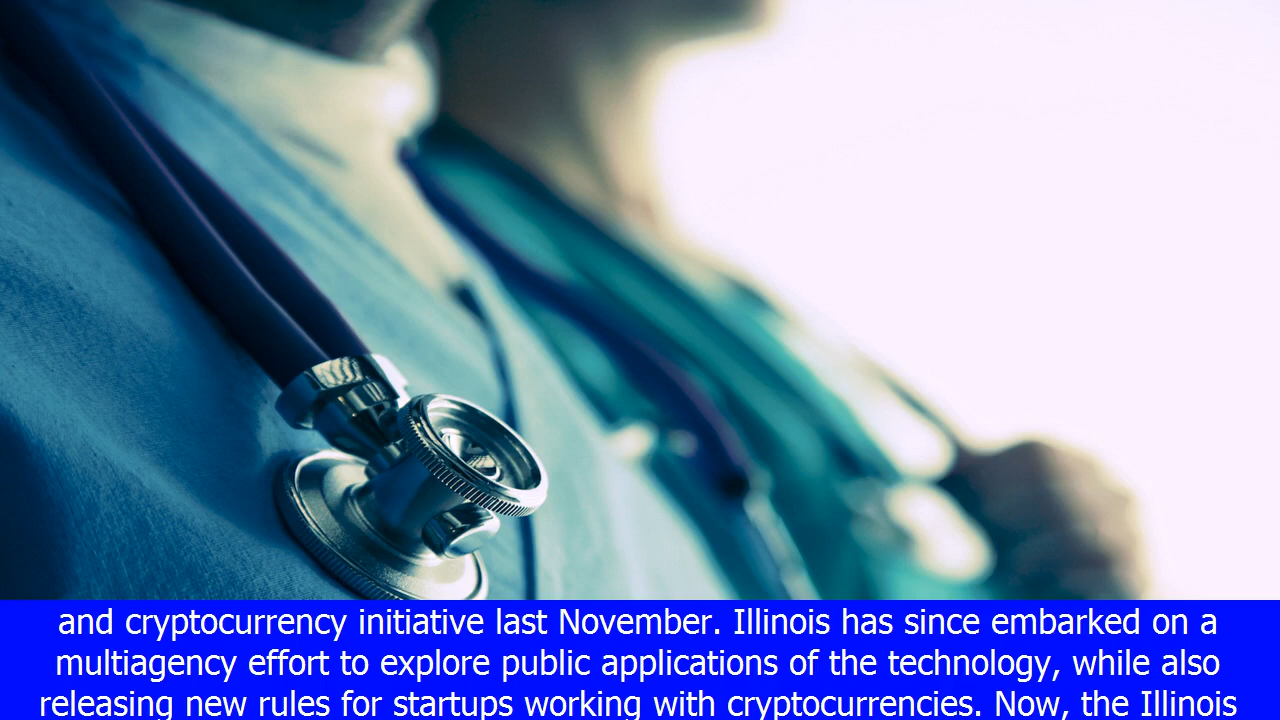 and cryptocurrency initiative last November. Illinois has since embarked on a
multiagency effort to explore public applications of the technology, while also
releasing new rules for startups working with cryptocurrencies. Now, the Illinois